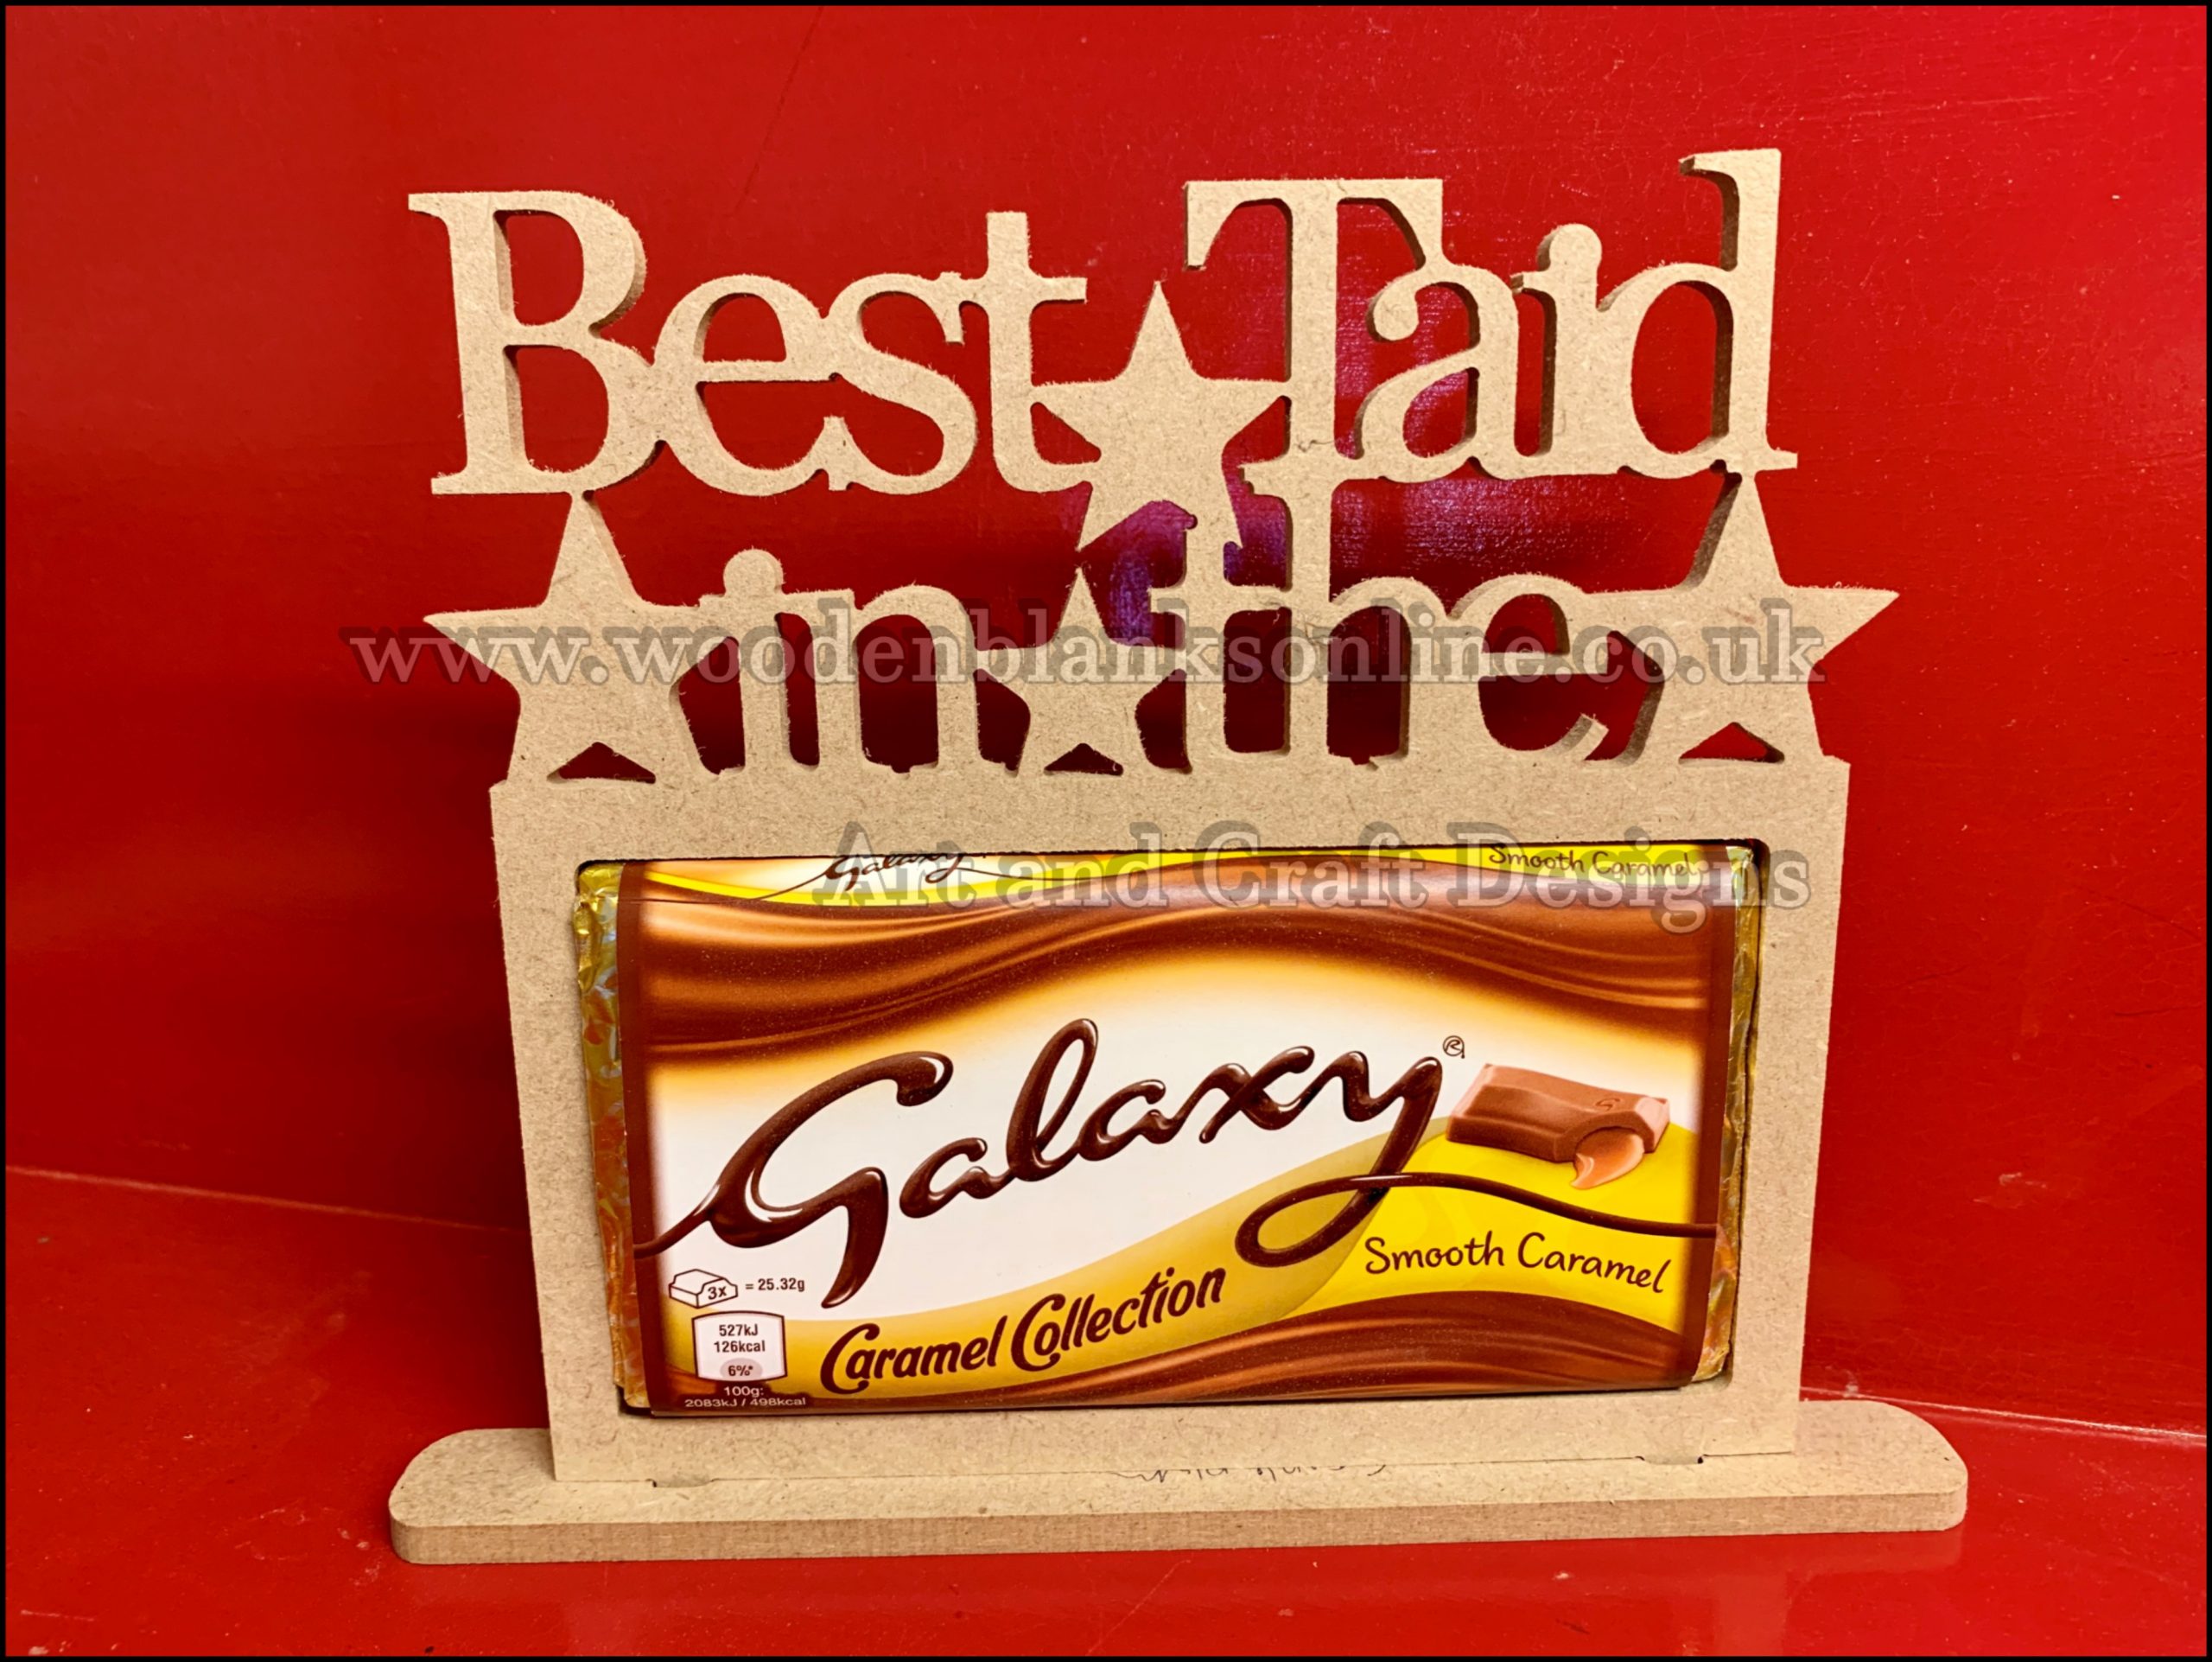 Best Taid
in the
www.woodenblanksonline.co.uk
Art and Craft Designs
Galaxy
Smooth Caramel
Galaxy®
Smooth Caramel
Caramel Collection
3x = 25.32g
527kJ
126kcal
6%*
100g:
2083kJ / 498kcal